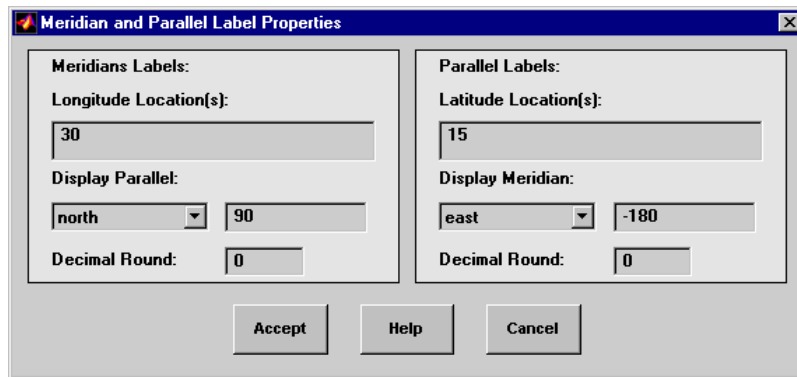 Meridian and Parallel Label Properties
Meridians Labels:
Longitude Location(s):
30
Display Parallel:
north 90
Decimal Round: 0
Parallel Labels:
Latitude Location(s):
15
Display Meridian:
east -180
Decimal Round: 0
Accept Help Cancel